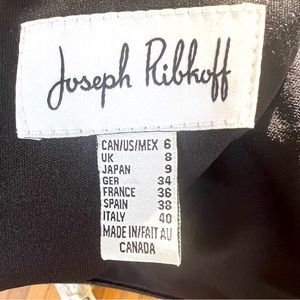 Joseph Ribkoff
CAN/US/MEX 6
UK 8
JAPAN 9
GER 34
FRANCE 36
SPAIN 38
ITALY 40
MADE IN/FAIT AU
CANADA